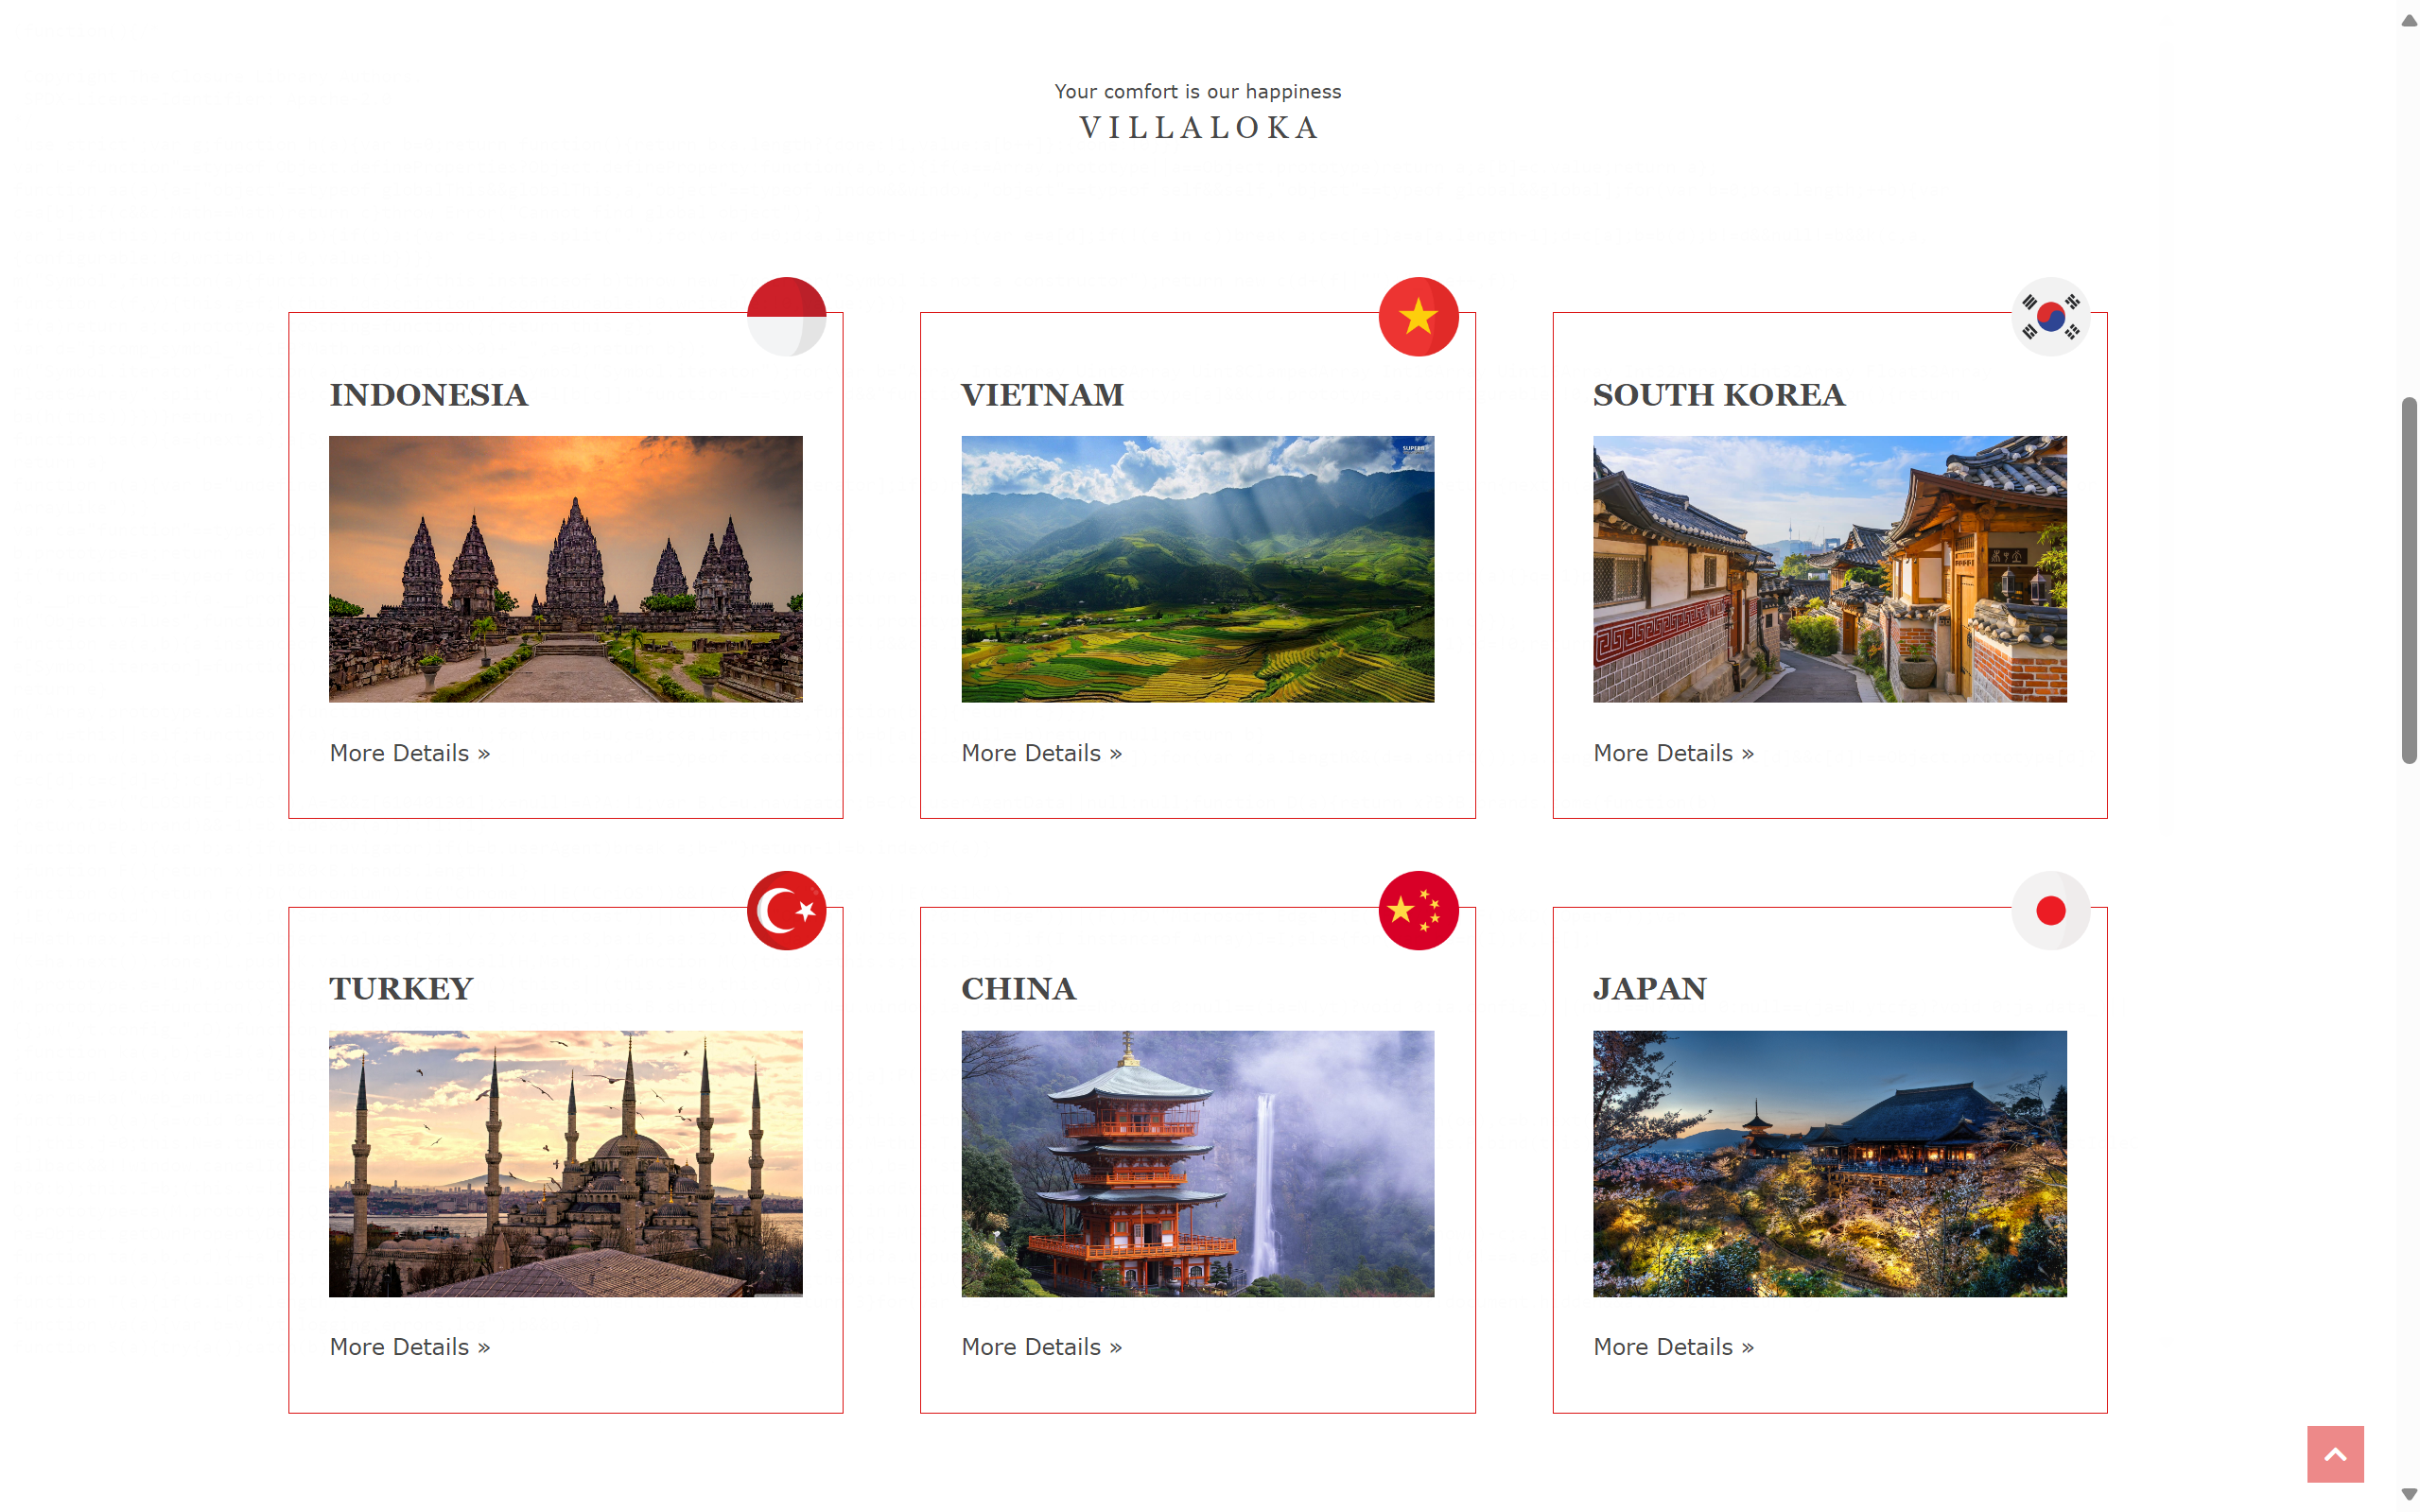 Your comfort is our happiness
VILLALOKA
INDONESIA
VIETNAM
SOUTH KOREA
SUPERB
More Details »
More Details »
More Details »
TURKEY
CHINA
JAPAN
More Details »
More Details »
More Details »